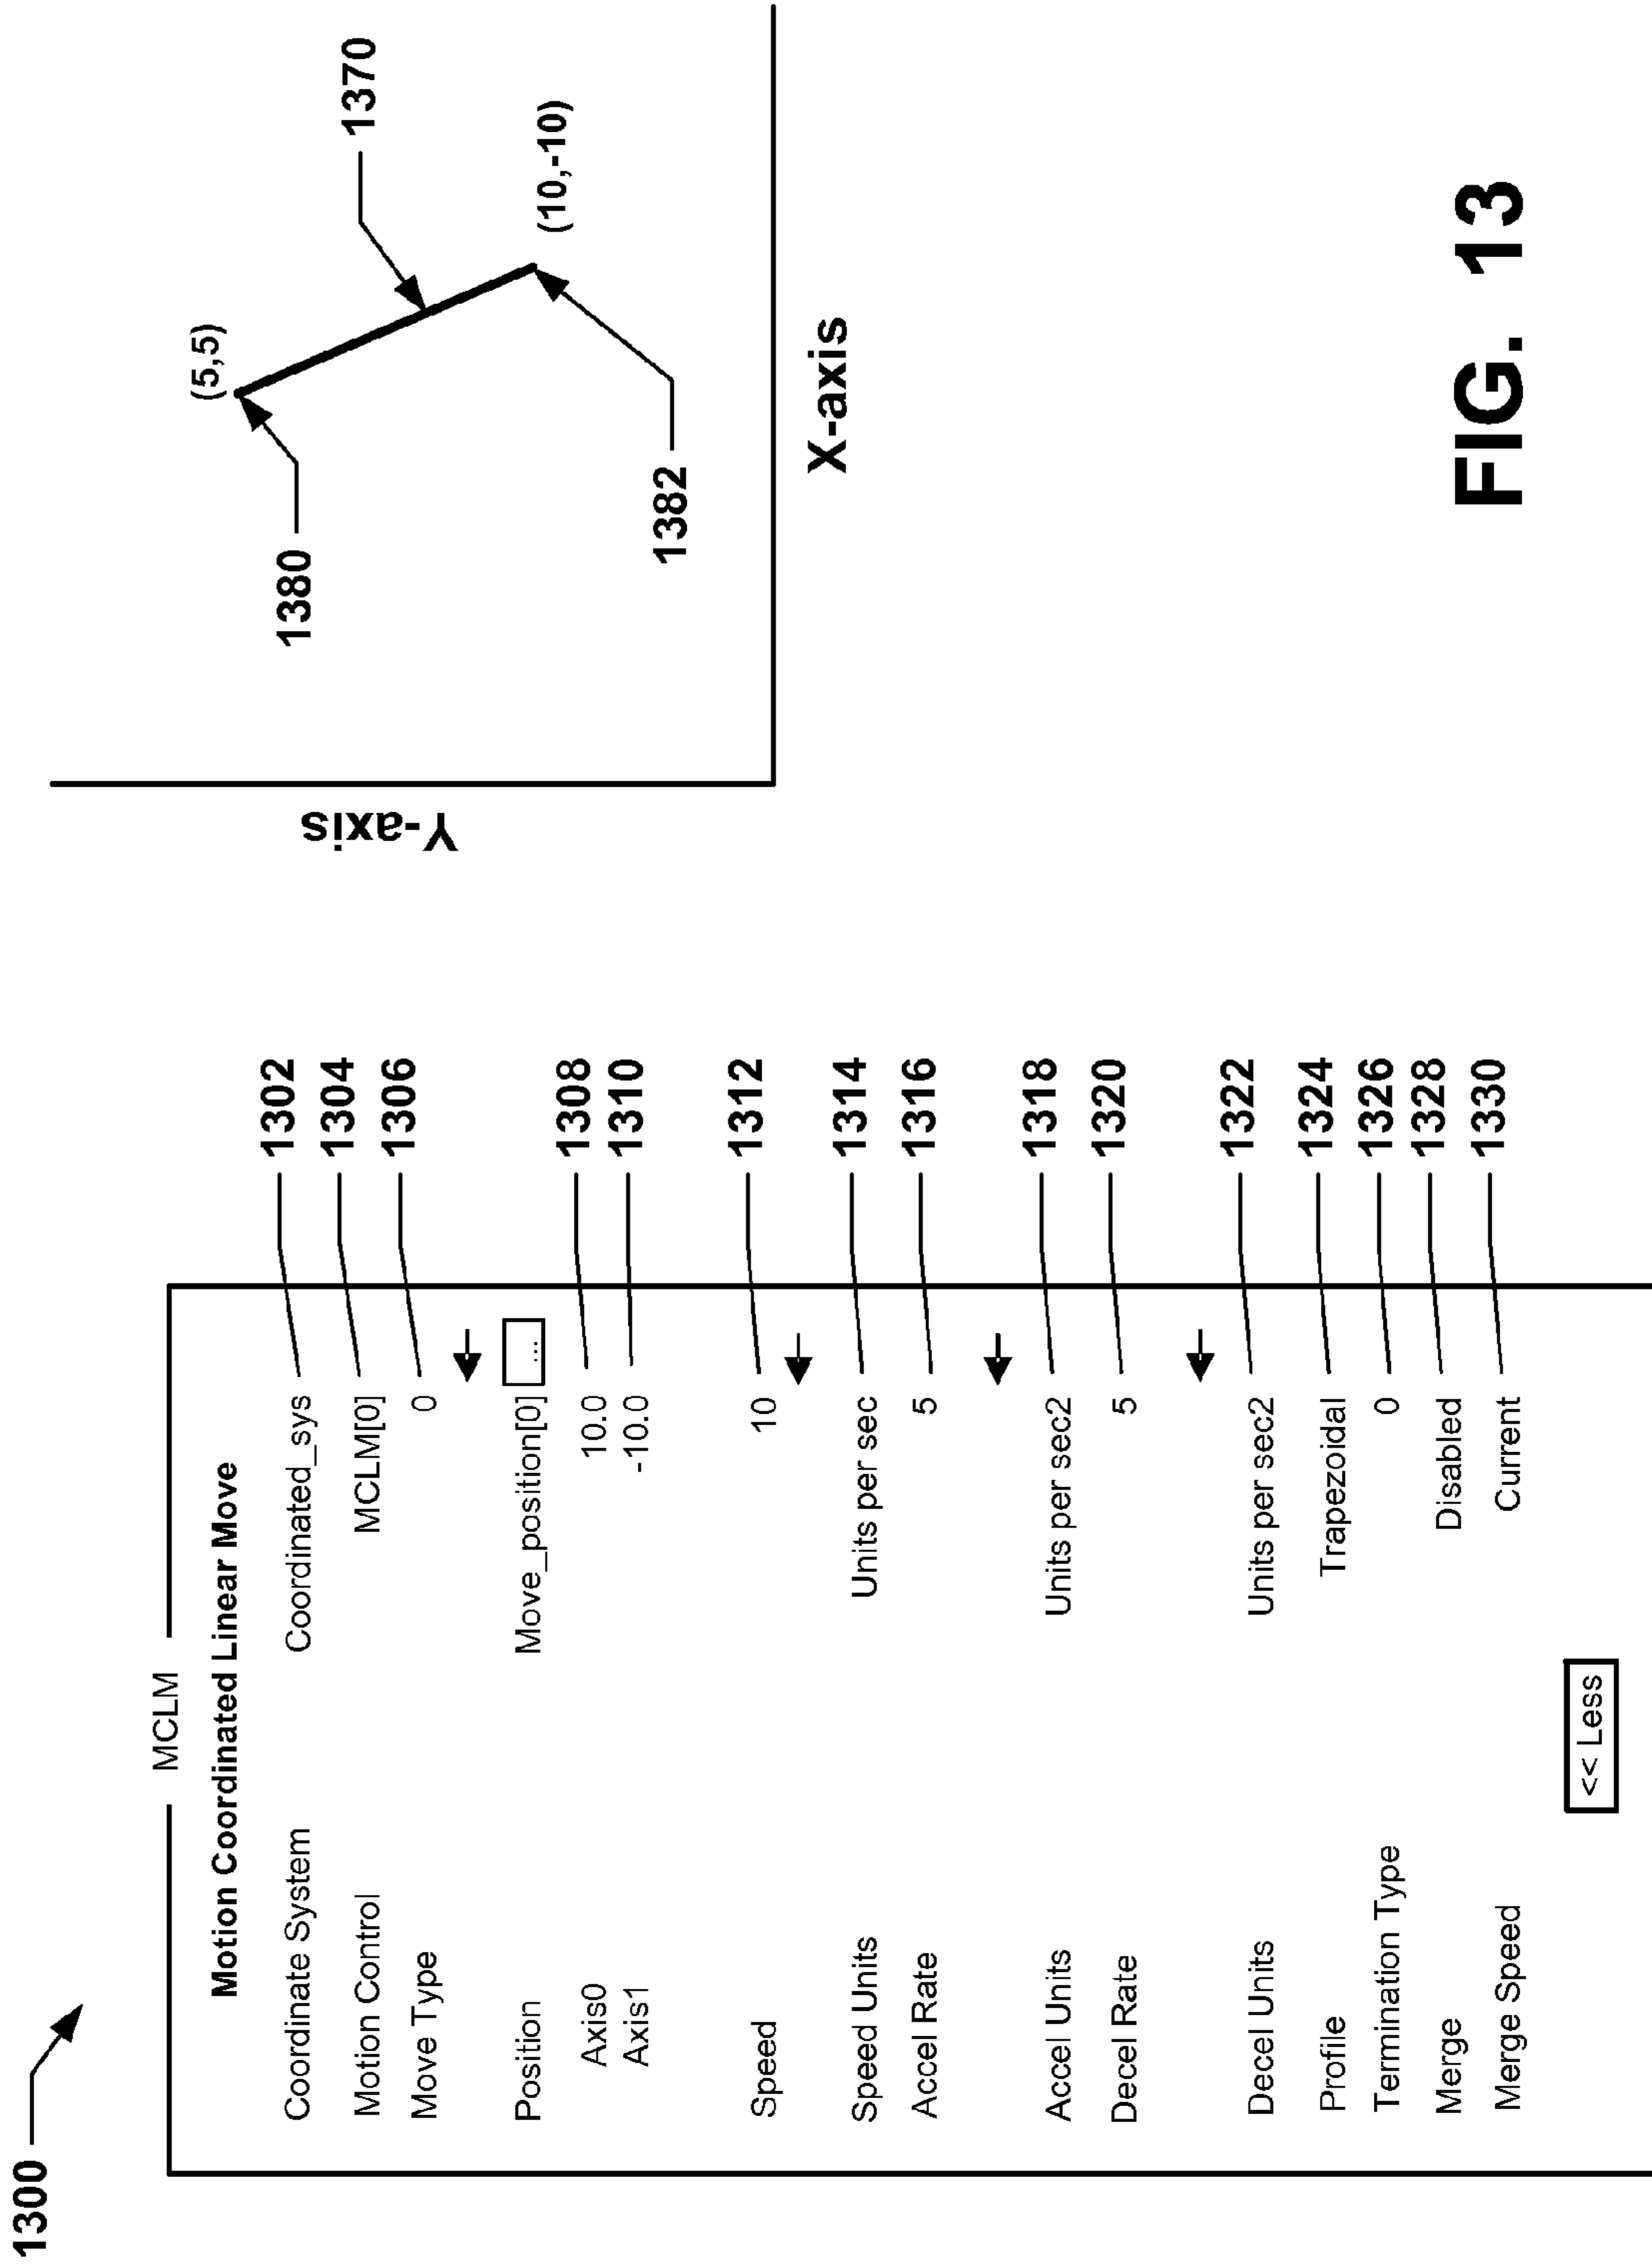 1300
MCLM
Motion Coordinated Linear Move
Coordinate System Coordinated_sys 1302
Motion Control MCLM[0] 1304
Move Type 0 1306
Position Move_position[0] ...
Axis0 10.0 1308
Axis1 -10.0 1310
Speed 10 1312
Speed Units Units per sec 1314
Accel Rate 5 1316
Accel Units Units per sec2 1318
Decel Rate 5 1320
Decel Units Units per sec2 1322
Profile Trapezoidal 1324
Termination Type 0 1326
Merge Disabled 1328
Merge Speed Current 1330
<< Less
Y-axis
(5,5)
1380
1370
(10,-10)
1382
X-axis
FIG. 13